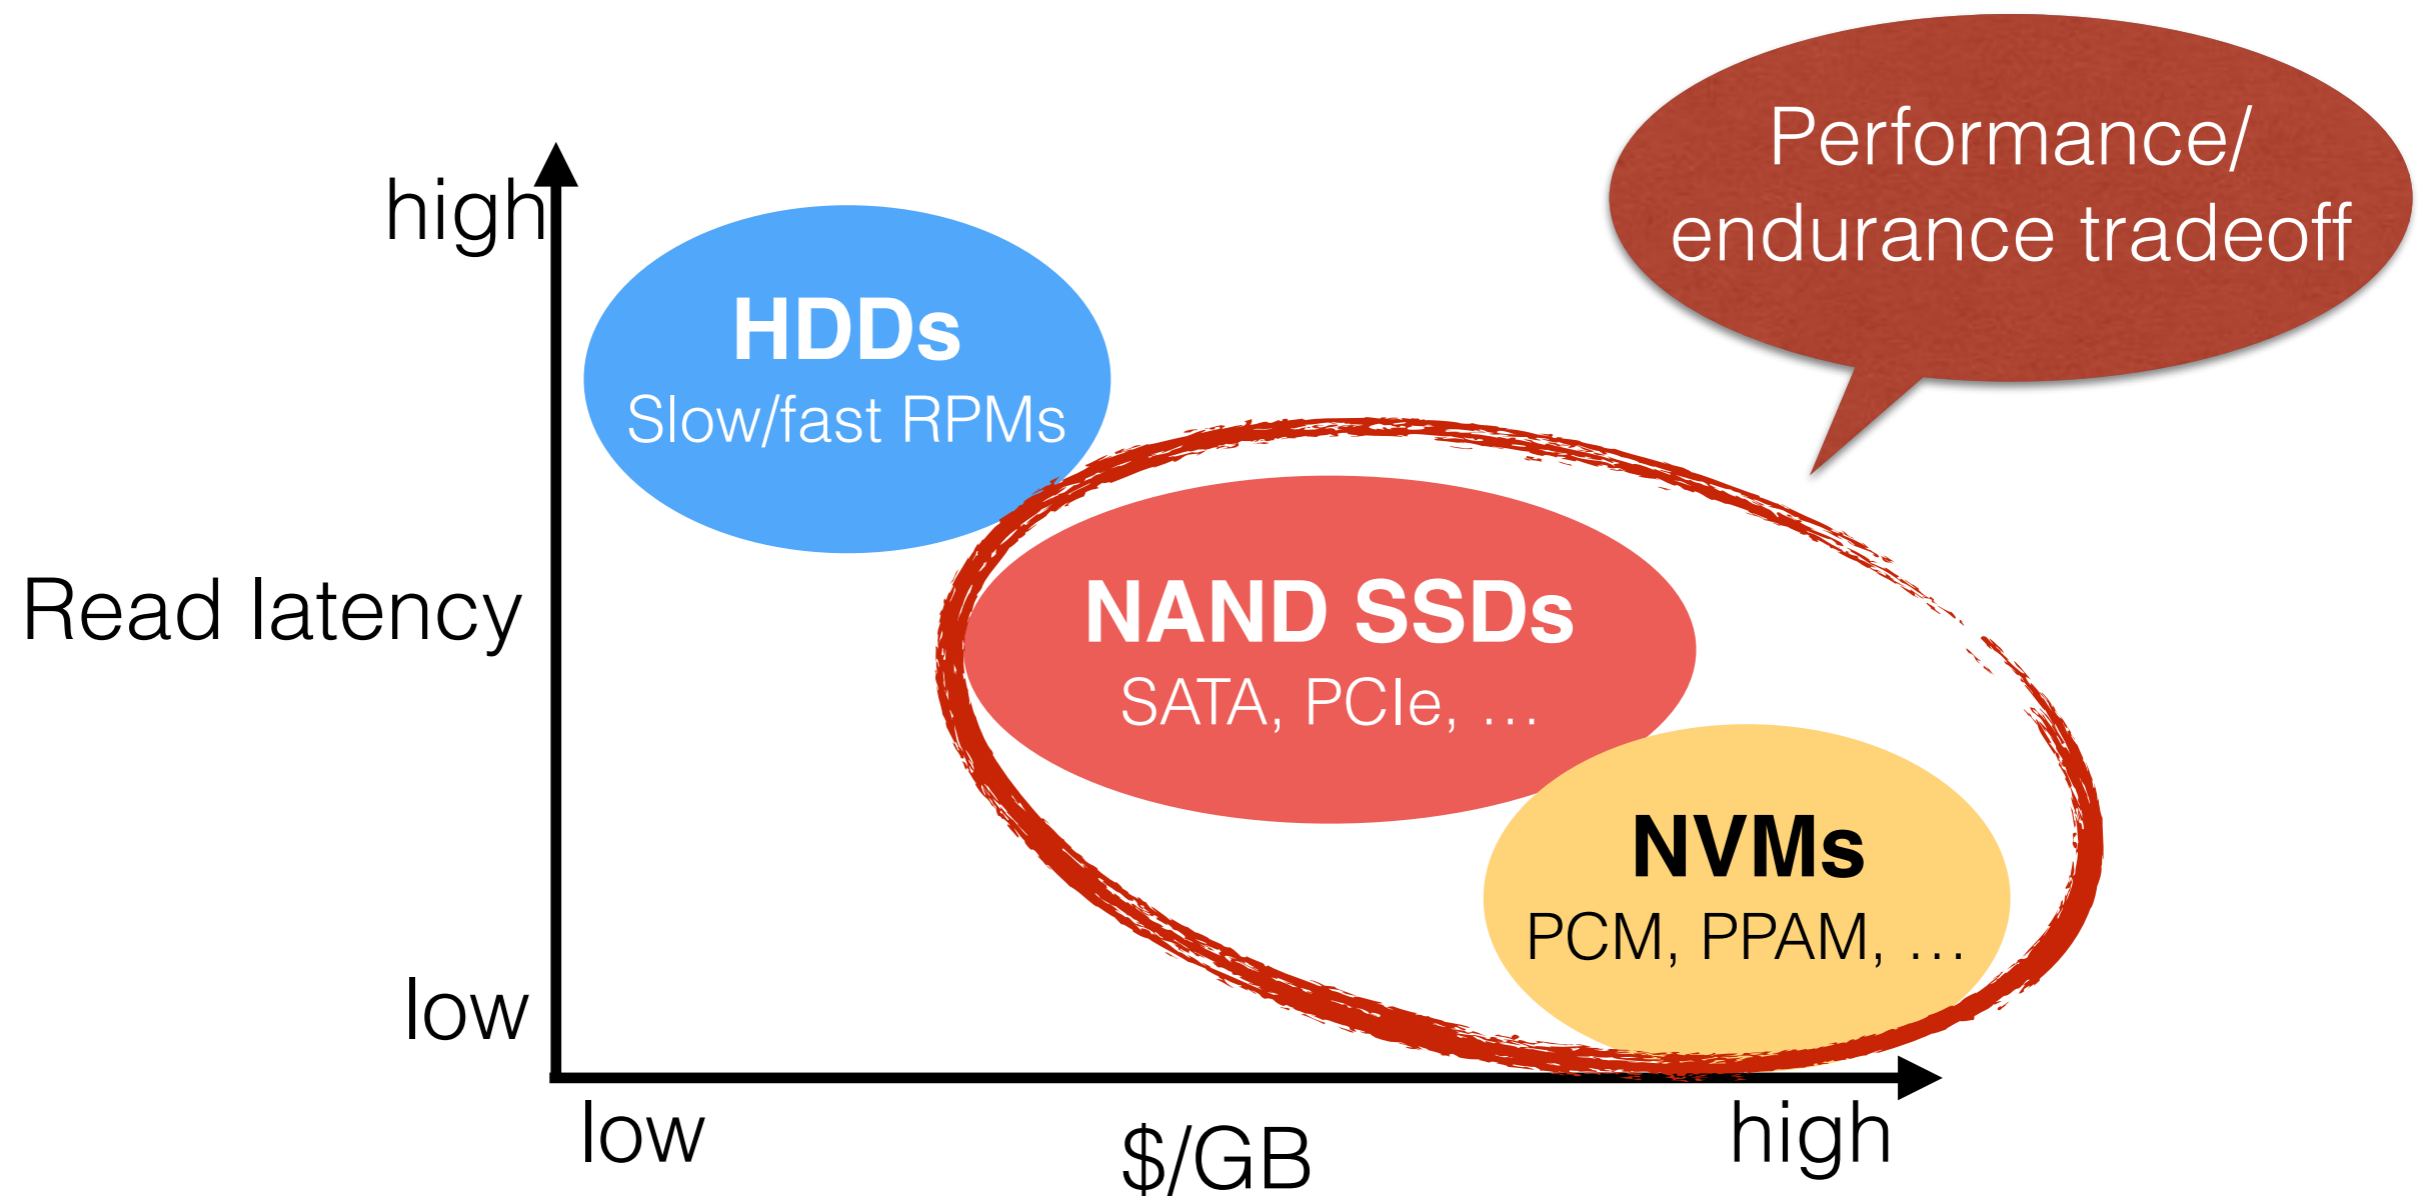 Performance/
endurance tradeoff
high
HDDs
Slow/fast RPMs
Read latency
NAND SSDs
SATA, PCIe, …
NVMs
PCM, PPAM, …
low
low
$/GB
high